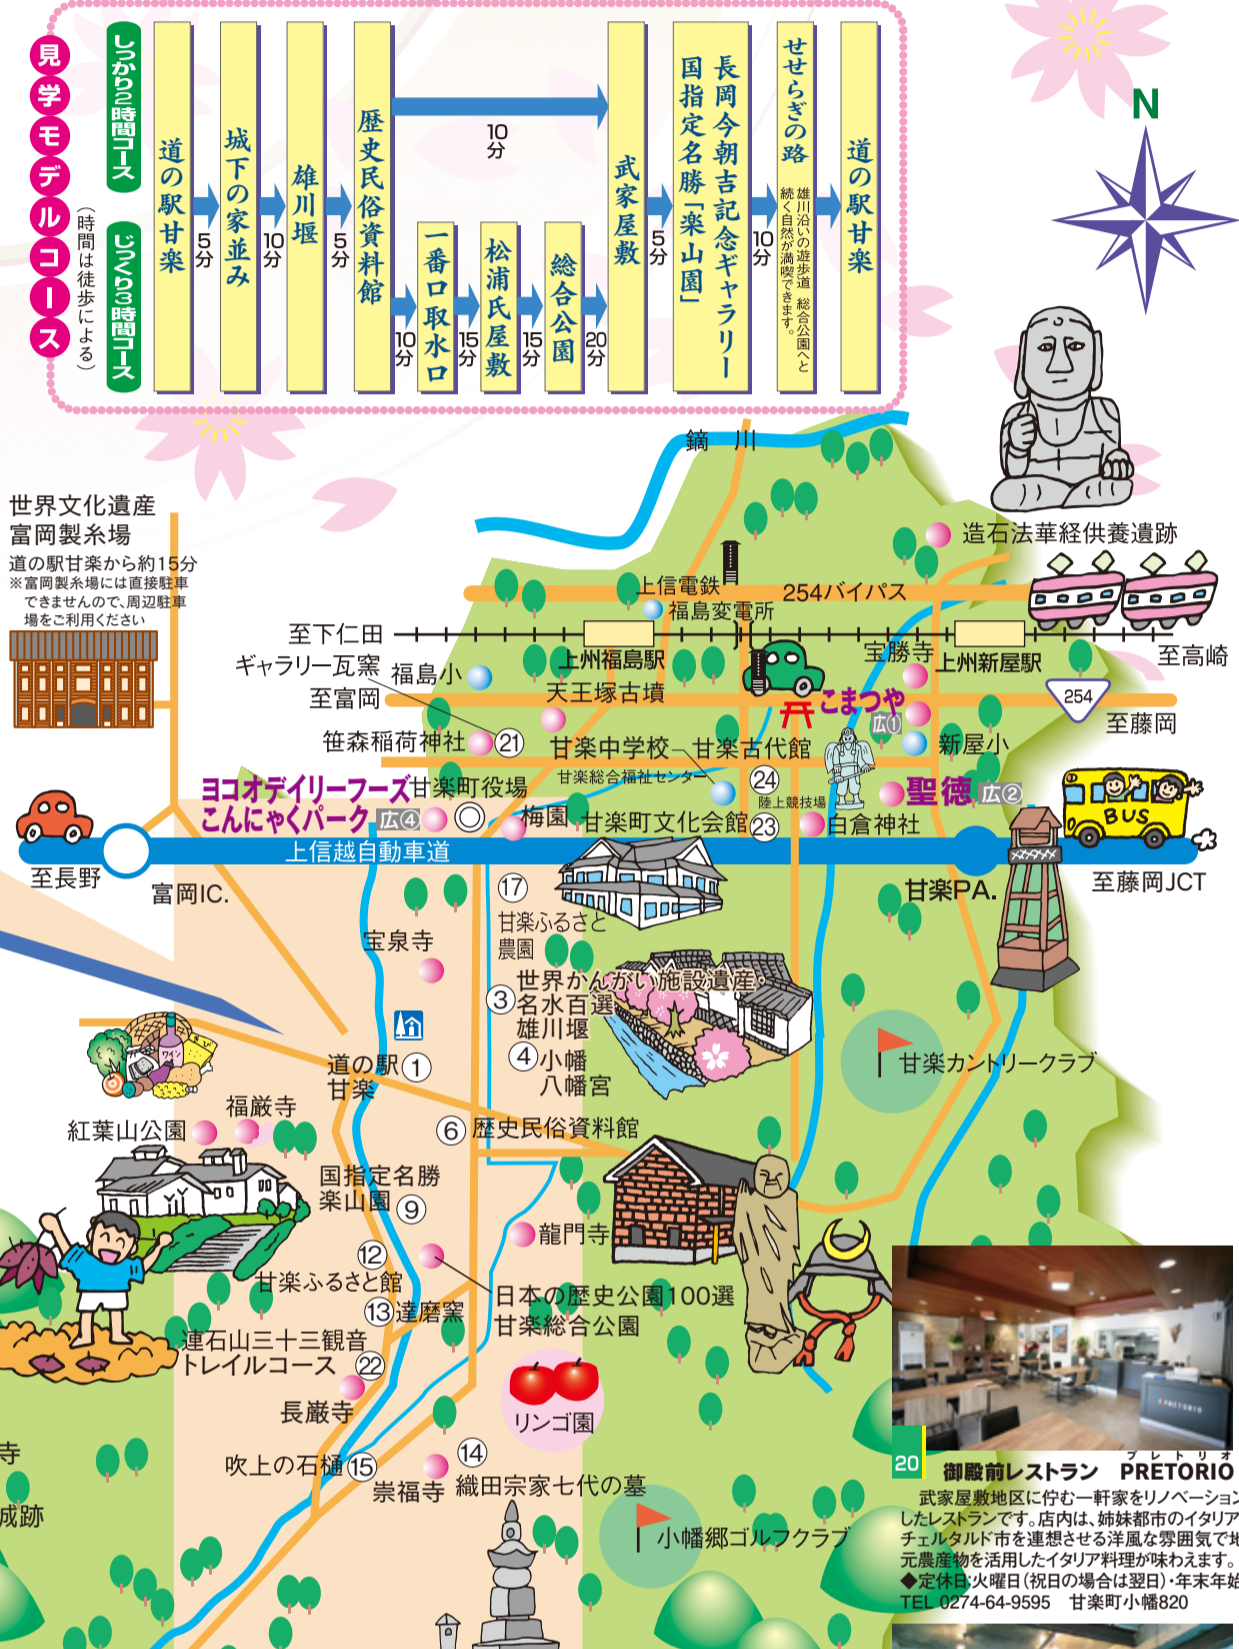 見学モデルコース
(時間は徒歩による)
しっかり2時間コース
じっくり3時間コース
道の駅甘楽
5分
城下の家並み
10分
雄川堰
5分
歴史民俗資料館
10分
10分
一番口取水口
15分
松浦氏屋敷
15分
総合公園
20分
武家屋敷
5分
長岡今朝吉記念ギャラリー
国指定名勝「楽山園」
10分
せせらぎの路
雄川沿いの遊歩道 総合公園へと
続く自然が満喫できます。
道の駅甘楽
N
鏑 川
世界文化遺産
富岡製糸場
道の駅甘楽から約15分
※富岡製糸場には直接駐車
できませんので、周辺駐車
場をご利用ください
造石法華経供養遺跡
上信電鉄
254バイパス
福島変電所
至下仁田
上州福島駅
宝勝寺
上州新屋駅
至高崎
ギャラリー瓦窯
福島小
至富岡
天王塚古墳
こまつや
広①
254
至藤岡
笹森稲荷神社
21
甘楽中学校
甘楽古代館
24
新屋小
甘楽総合福祉センター
ヨコオデイリーフーズ
こんにゃくパーク
広④
甘楽町役場
梅園
甘楽町文化会館
23
陸上競技場
白倉神社
聖徳
広②
BUS
上信越自動車道
至長野
富岡IC.
甘楽PA.
至藤岡JCT
17
甘楽ふるさと
農園
宝泉寺
3
世界かんがい施設遺産・
名水百選
雄川堰
4
小幡
八幡宮
道の駅
甘楽
1
ワイン
甘楽カントリークラブ
福厳寺
紅葉山公園
6
歴史民俗資料館
国指定名勝
楽山園
9
龍門寺
12
甘楽ふるさと館
13
達磨窯
日本の歴史公園100選
甘楽総合公園
連石山三十三観音
トレイルコース
22
長厳寺
リンゴ園
吹上の石樋
15
14
崇福寺
織田宗家七代の墓
小幡郷ゴルフクラブ
寺
城跡
PRETORIO
20
御殿前レストラン PRETORIO
プレトリオ
武家屋敷地区に佇む一軒家をリノベーション
したレストランです。店内は、姉妹都市のイタリア
チェルタルド市を連想させる洋風な雰囲気で地
元農産物を活用したイタリア料理が味わえます。
◆定休日:火曜日(祝日の場合は翌日)・年末年始
TEL 0274-64-9595 甘楽町小幡820